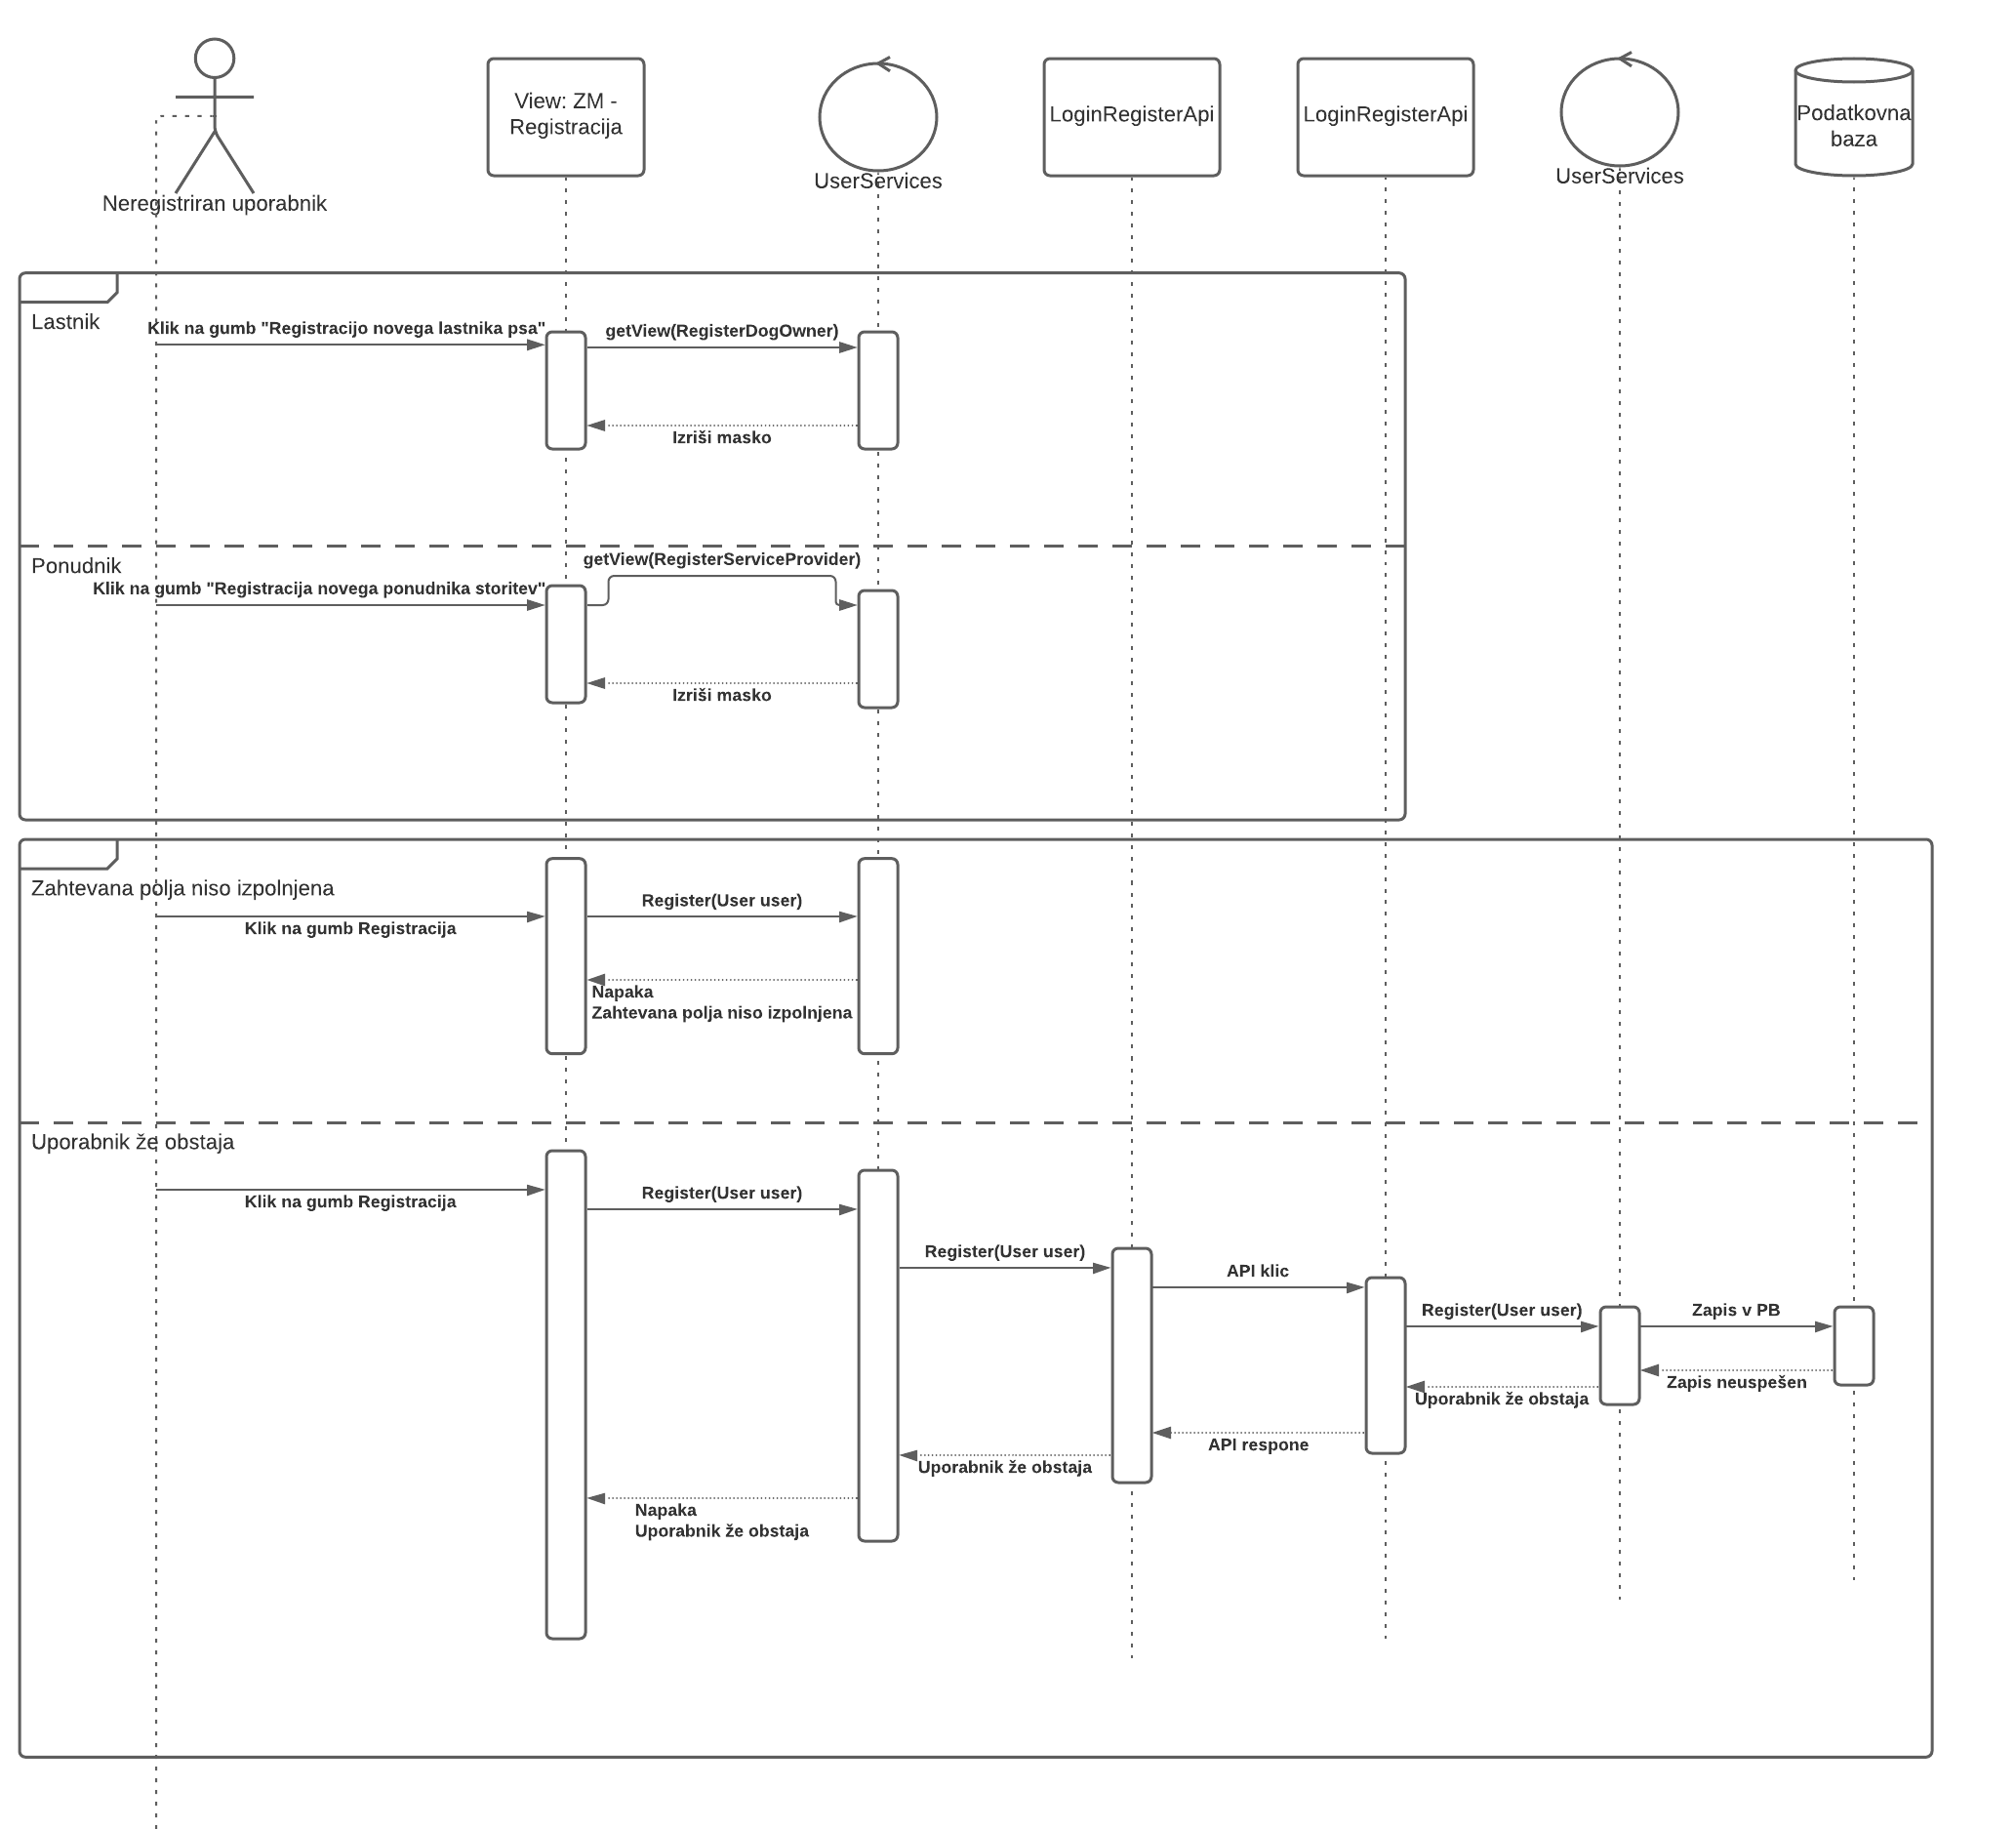 View: ZM -
Registracija
LoginRegisterApi
LoginRegisterApi
Podatkovna
baza
UserServices
UserServices
Neregistriran uporabnik
Lastnik
Klik na gumb "Registracijo novega lastnika psa"
getView(RegisterDogOwner)
Izriši masko
Ponudnik
getView(RegisterServiceProvider)
Klik na gumb "Registracija novega ponudnika storitev"
Izriši masko
Zahtevana polja niso izpolnjena
Register(User user)
Klik na gumb Registracija
Napaka
Zahtevana polja niso izpolnjena
Uporabnik že obstaja
Klik na gumb Registracija
Register(User user)
Register(User user)
API klic
Register(User user)
Zapis v PB
Zapis neuspešen
Uporabnik že obstaja
API respone
Uporabnik že obstaja
Napaka
Uporabnik že obstaja